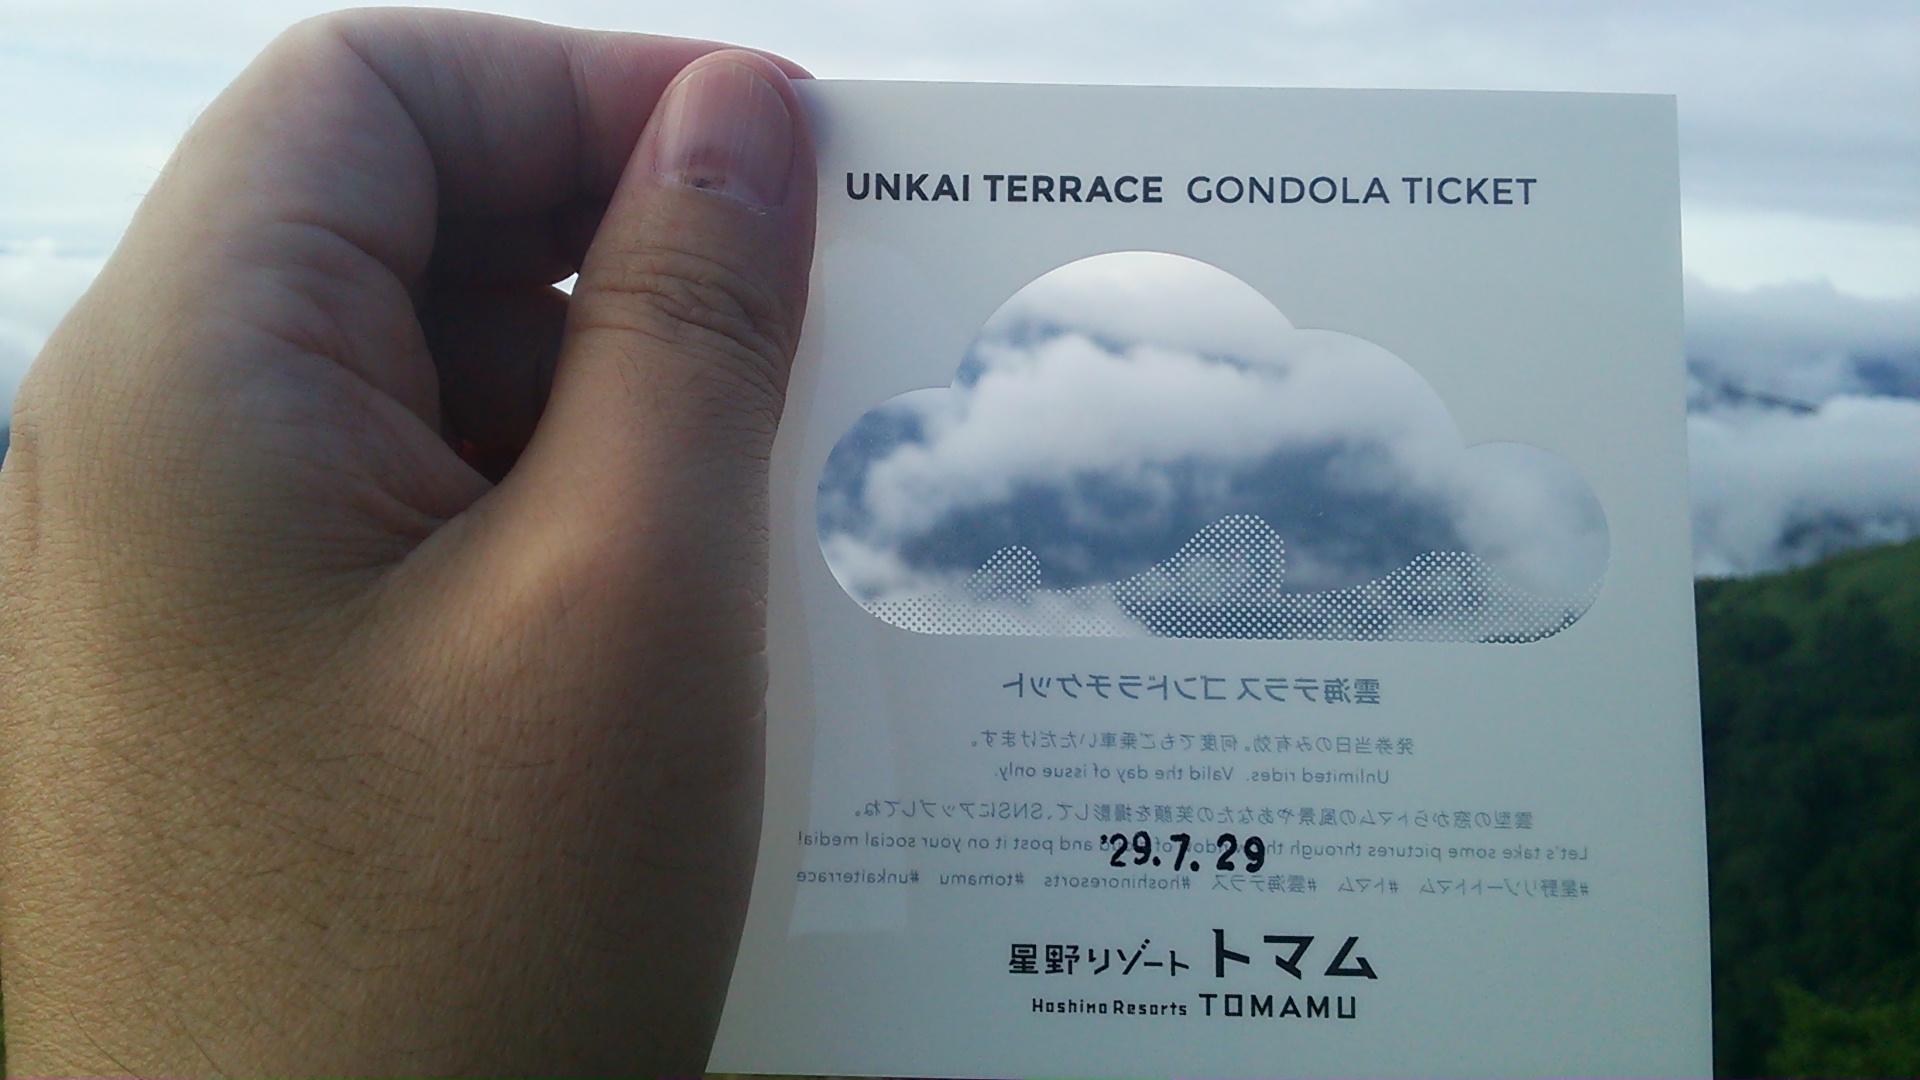 UNKAI TERRACE GONDOLA TICKET
雲海テラス ゴンドラチケット
発券当日のみ有効。何度でもご乗車いただけます。
Unlimited rides. Valid the day of issue only.
雲型の窓からトマムの風景やあなたの笑顔を撮影して、SNSにアップしてね。
Let's take some pictures through the window of cloud and post it on your social media!
'29.7.29
#星野リゾートトマム #トマム #雲海テラス #hoshinoresorts #tomamu #unkaiterrace
星野リゾート トマム
Hoshino Resorts TOMAMU